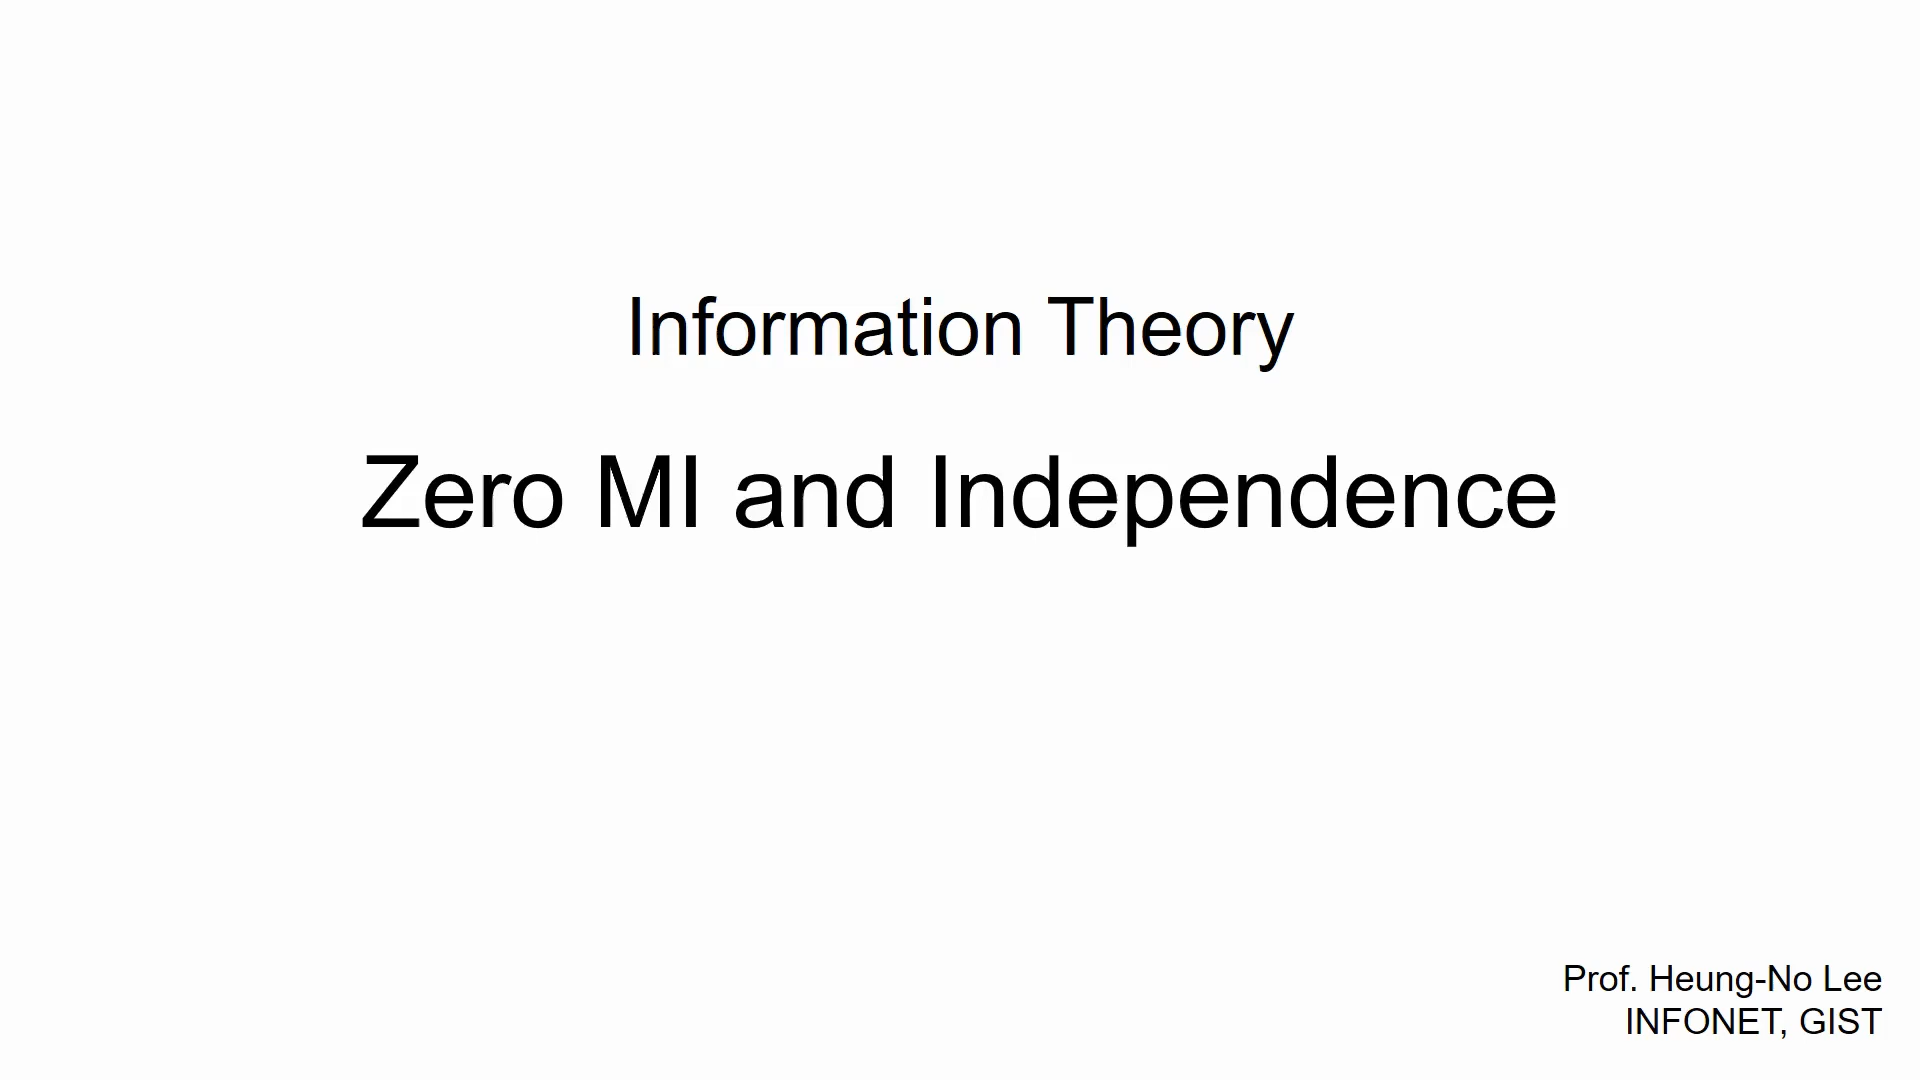 Information Theory
Zero MI and Independence
Prof. Heung-No Lee
INFONET, GIST